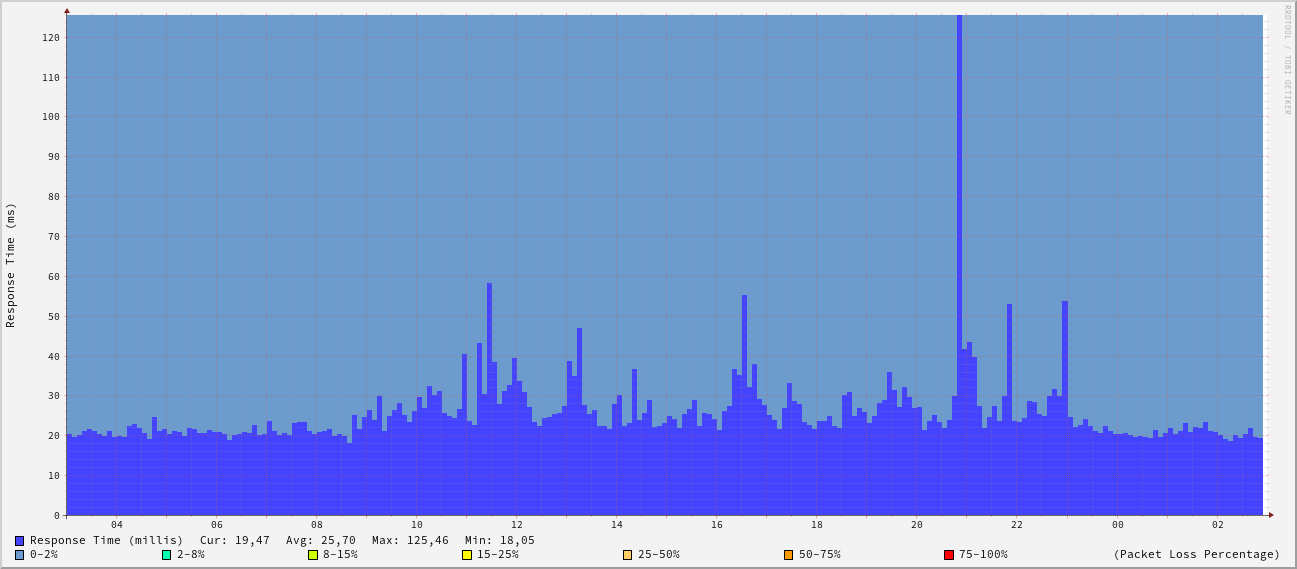 RRDTOOL / TOBI OETIKER
Response Time (ms)
120
110
100
90
80
70
60
50
40
30
20
10
0
04 06 08 10 12 14 16 18 20 22 00 02
Response Time (millis) Cur: 19,47 Avg: 25,70 Max: 125,46 Min: 18,05
0-2% 2-8% 8-15% 15-25% 25-50% 50-75% 75-100% (Packet Loss Percentage)